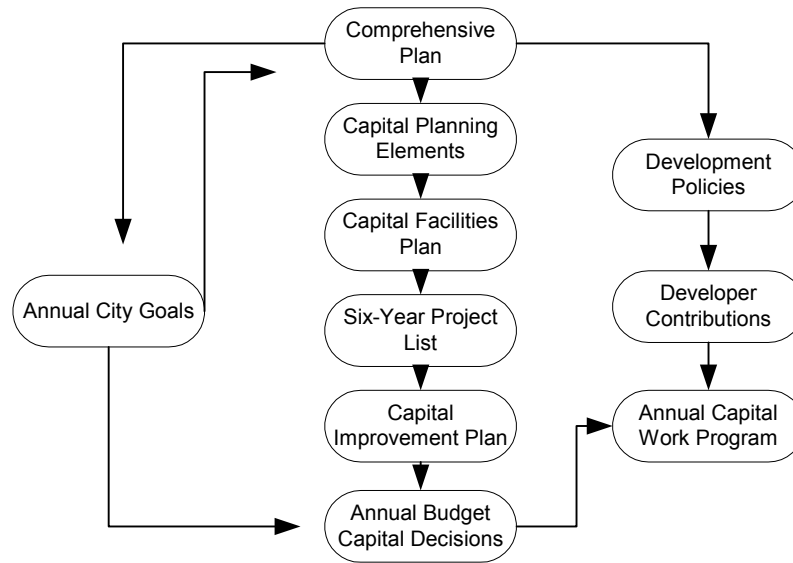 Comprehensive
Plan
Capital Planning
Elements
Development
Policies
Capital Facilities
Plan
Annual City Goals
Six-Year Project
List
Developer
Contributions
Capital
Improvement Plan
Annual Capital
Work Program
Annual Budget
Capital Decisions